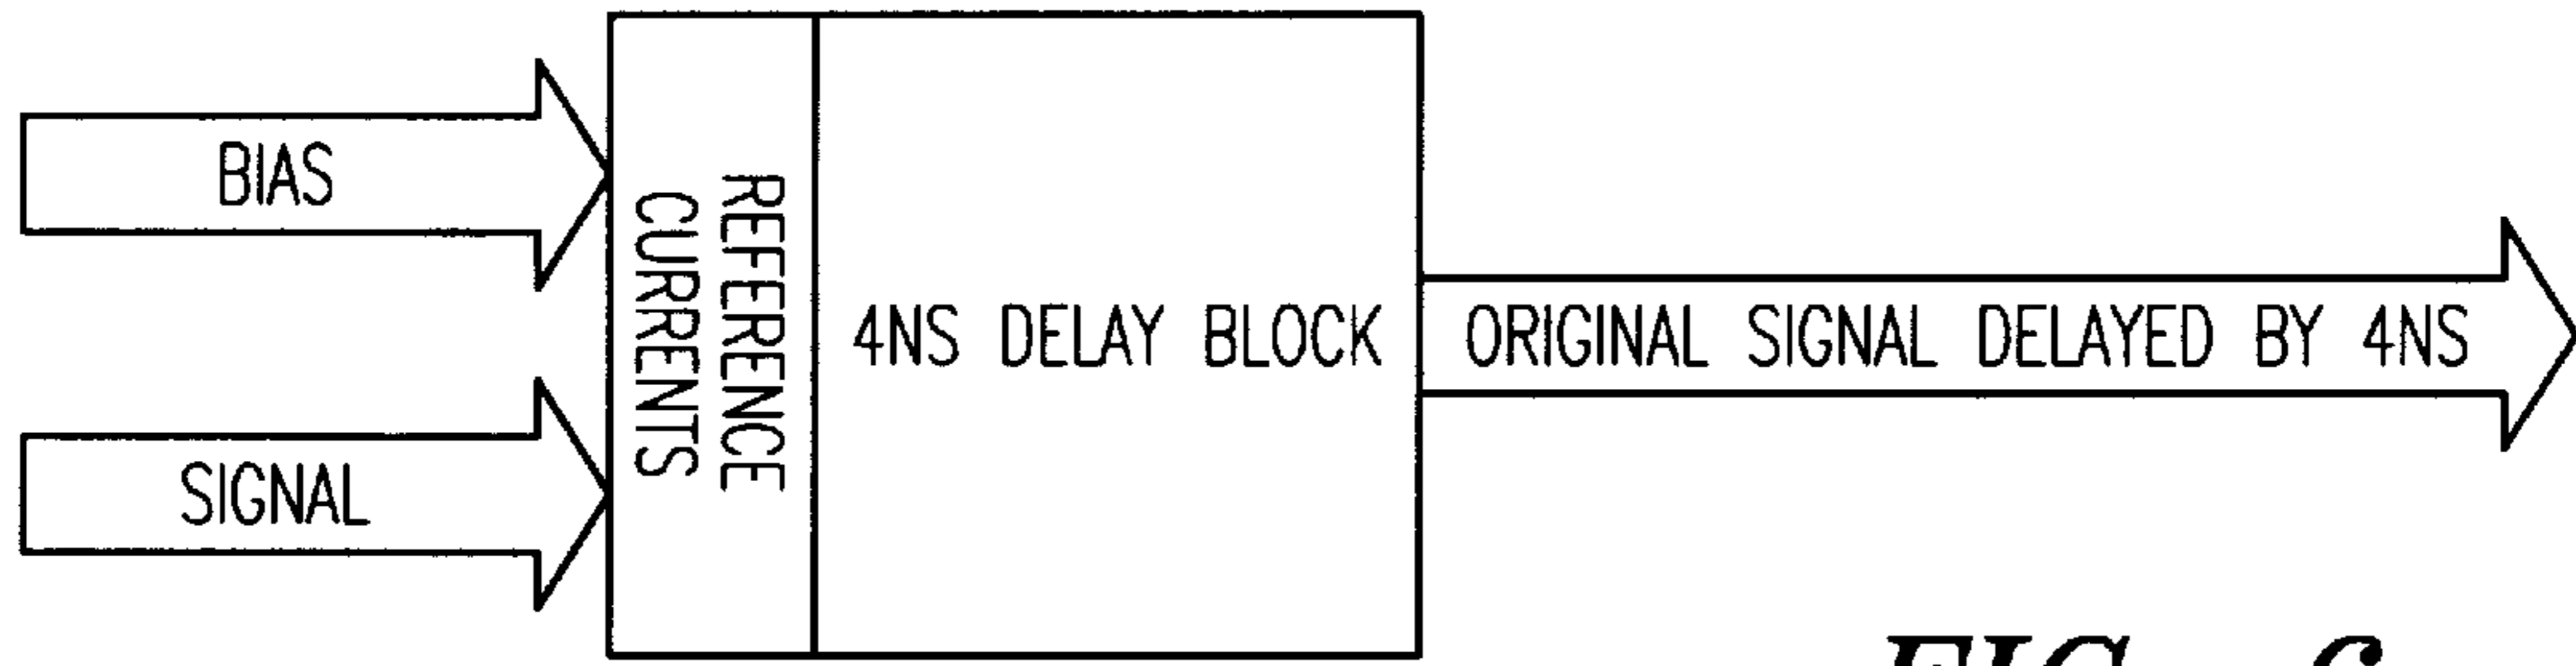 BIAS
SIGNAL
REFERENCE
CURRENTS
4NS DELAY BLOCK
ORIGINAL SIGNAL DELAYED BY 4NS